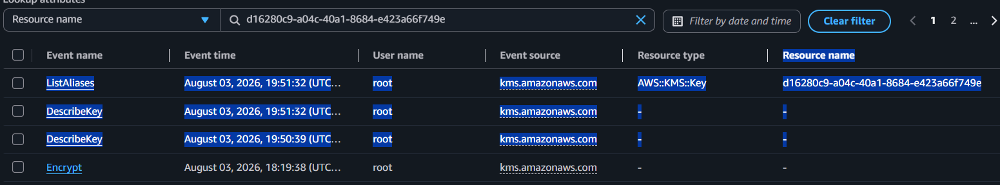 Lookup attributes
Resource name d16280c9-a04c-40a1-8684-e423a66f749e Filter by date and time Clear filter 1 2 ...
Event name Event time User name Event source Resource type Resource name
ListAliases August 03, 2026, 19:51:32 (UTC... root kms.amazonaws.com AWS::KMS::Key d16280c9-a04c-40a1-8684-e423a66f749e
DescribeKey August 03, 2026, 19:51:32 (UTC... root kms.amazonaws.com - -
DescribeKey August 03, 2026, 19:50:39 (UTC... root kms.amazonaws.com - -
Encrypt August 03, 2026, 18:19:38 (UTC... root kms.amazonaws.com - -